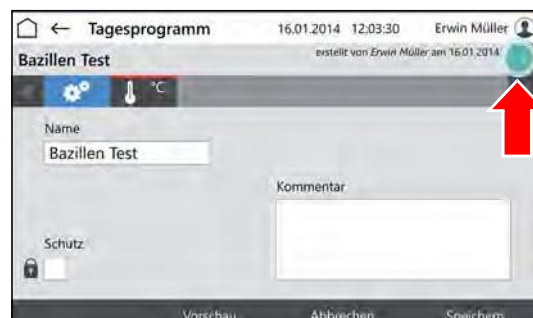 ← Tagesprogramm 16.01.2014 12:03:30 Erwin Müller
Bazillen Test erstellt von Erwin Müller am 16.01.2014
°C
Name
Bazillen Test
Kommentar
Schutz
Vorschau Abbrechen Speichern